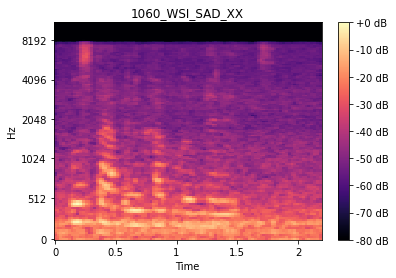 1060_WSI_SAD_XX
+0 dB
8192
-10 dB
4096
-20 dB
-30 dB
2048
Hz
-40 dB
1024
-50 dB
512
-60 dB
-70 dB
0
-80 dB
0
0.5
1
1.5
2
Time